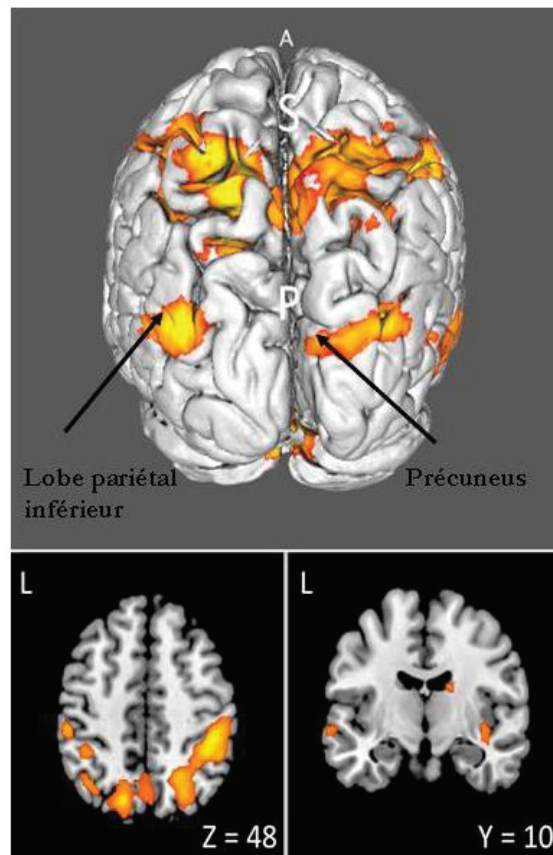 A
S
P
Lobe pariétal
inférieur
Précuneus
L
Z = 48
L
Y = 10